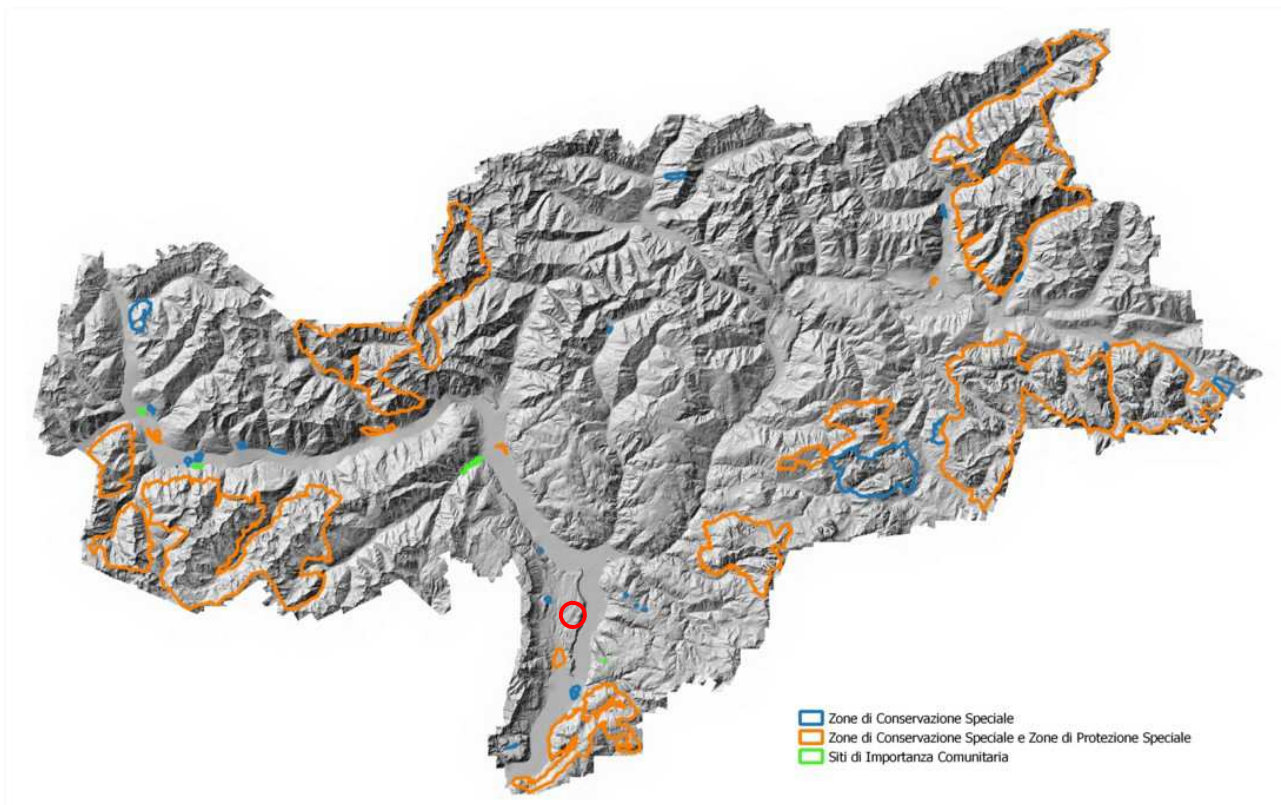 Zone di Conservazione Speciale
Zone di Conservazione Speciale e Zone di Protezione Speciale
Siti di Importanza Comunitaria